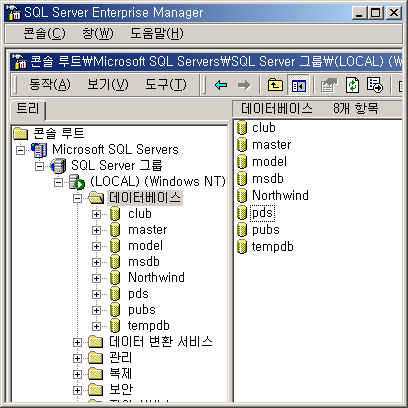 SQL Server Enterprise Manager
콘솔(C) 창(W) 도움말(H)
콘솔 루트₩Microsoft SQL Servers₩SQL Server 그룹₩(LOCAL) (W
동작(A) 보기(V) 도구(T)
트리
데이터베이스 8개 항목
콘솔 루트
Microsoft SQL Servers
SQL Server 그룹
(LOCAL) (Windows NT)
데이터베이스
club
master
model
msdb
Northwind
pds
pubs
tempdb
데이터 변환 서비스
관리
복제
보안
club
master
model
msdb
Northwind
pds
pubs
tempdb